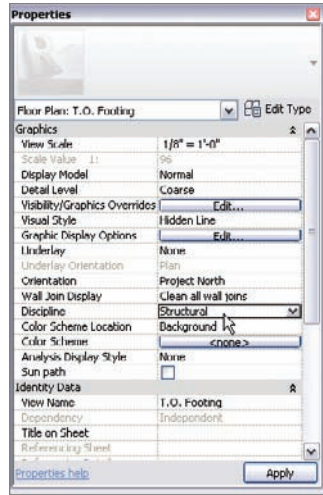 Properties
Floor Plan: T.O. Footing Edit Type
Graphics
View Scale 1/8" = 1'-0"
Scale Value 1: 96
Display Model Normal
Detail Level Coarse
Visibility/Graphics Overrides Edit...
Visual Style Hidden Line
Graphic Display Options Edit...
Underlay None
Underlay Orientation Plan
Orientation Project North
Wall Join Display Clean all wall joins
Discipline Structural
Color Scheme Location Background
Color Scheme <none>
Analysis Display Style None
Sun path
Identity Data
View Name T.O. Footing
Dependency Independent
Title on Sheet
Referencing Sheet
Properties help Apply